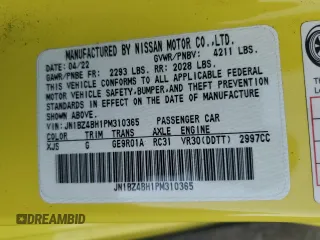 MANUFACTURED BY NISSAN MOTOR CO.,LTD.
DATE: 04/22 GVWR/PNBV: 4211 LBS.
GAWR/PNBE FR: 2293 LBS. RR: 2028 LBS.
THIS VEHICLE CONFORMS TO ALL APPLICABLE FEDERAL
MOTOR VEHICLE SAFETY,BUMPER,AND THEFT PREVENTION
STANDARDS IN EFFECT ON THE DATE OF MANUFACTURE
SHOWN ABOVE.
VIN:JN1BZ4BH1PM310365 PASSENGER CAR
COLOR TRIM TRANS AXLE ENGINE
XJ5 G GE9R01A RC31 VR30(DDTT) 2997CC
JN1BZ4BH1PM310365
DREAMBID